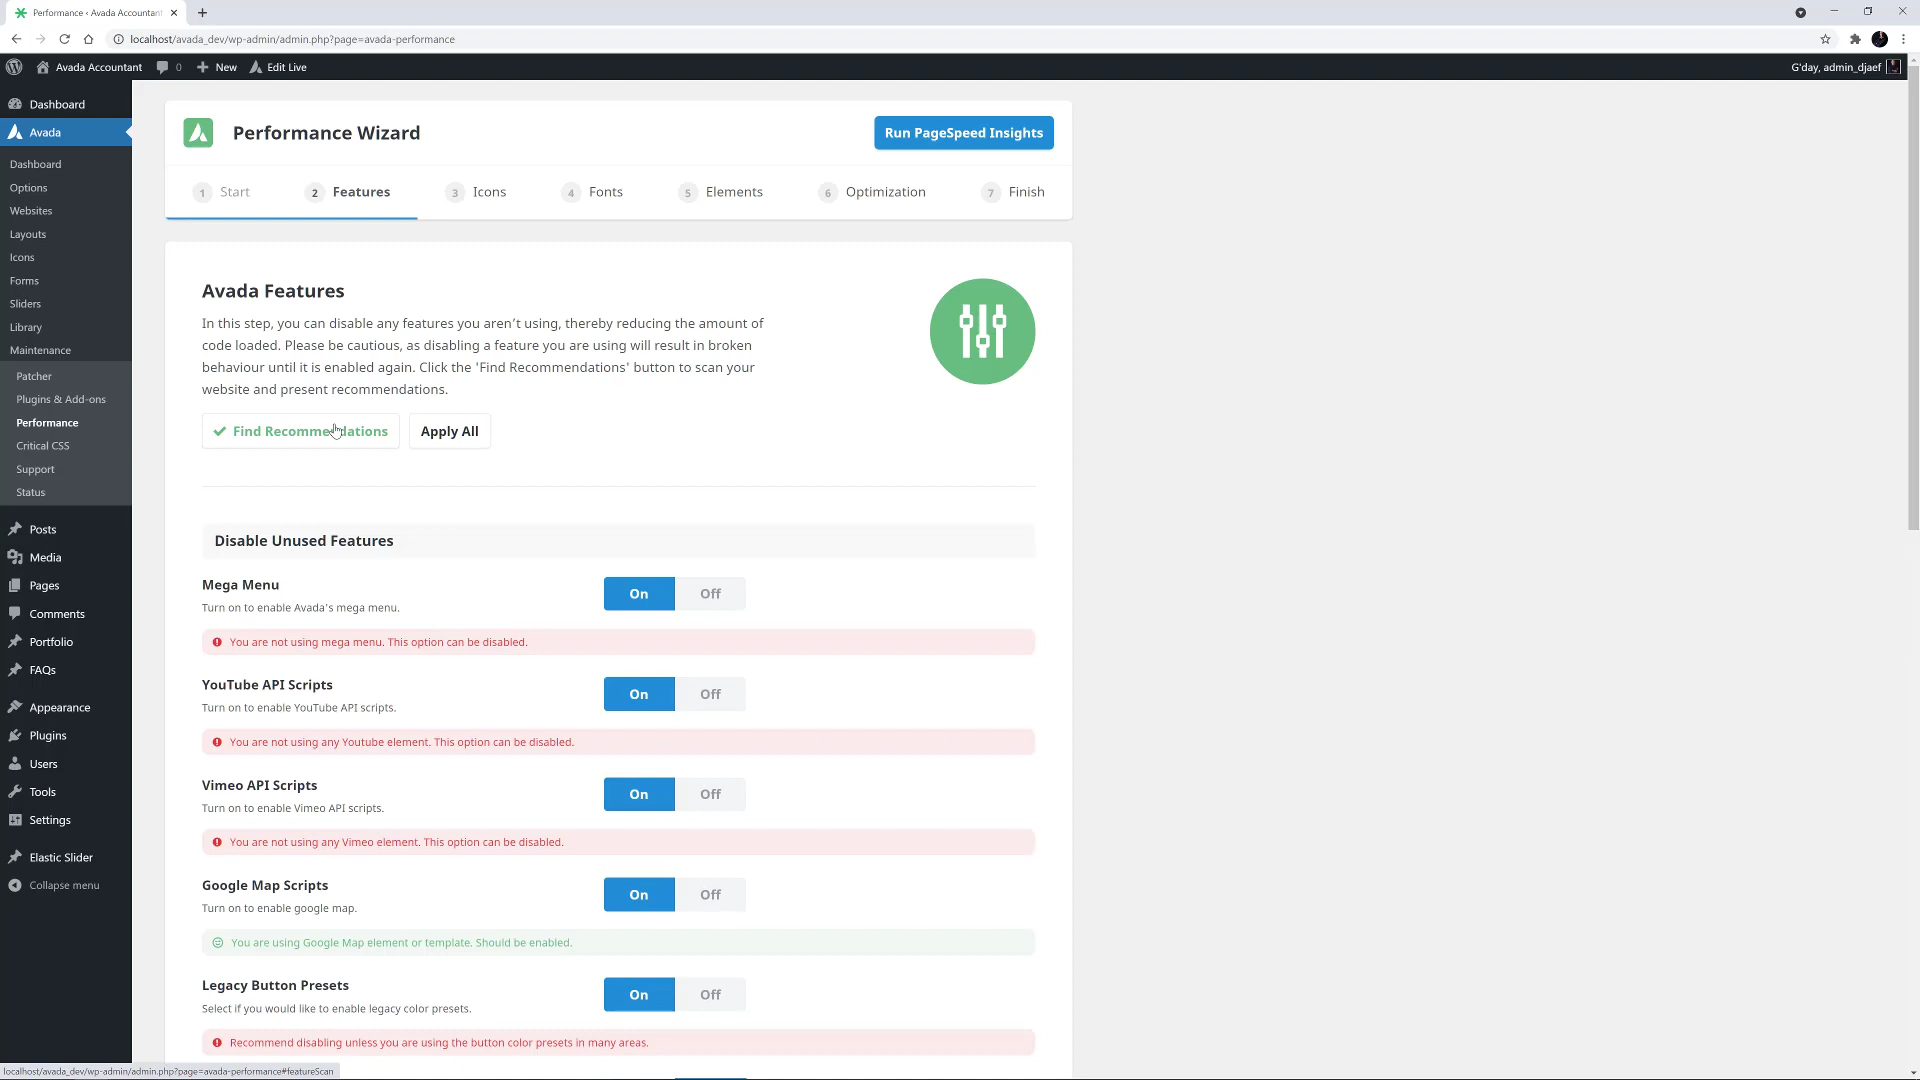 Performance ‹ Avada Accountant
localhost/avada_dev/wp-admin/admin.php?page=avada-performance
Avada Accountant
0
New
Edit Live
G'day, admin_djaef
Dashboard
Avada
Dashboard
Options
Websites
Layouts
Icons
Forms
Sliders
Library
Maintenance
Patcher
Plugins & Add-ons
Performance
Critical CSS
Support
Status
Posts
Media
Pages
Comments
Portfolio
FAQs
Appearance
Plugins
Users
Tools
Settings
Elastic Slider
Collapse menu
Performance Wizard
Run PageSpeed Insights
1 Start
2 Features
3 Icons
4 Fonts
5 Elements
6 Optimization
7 Finish
Avada Features
In this step, you can disable any features you aren't using, thereby reducing the amount of
code loaded. Please be cautious, as disabling a feature you are using will result in broken
behaviour until it is enabled again. Click the 'Find Recommendations' button to scan your
website and present recommendations.
Find Recommendations
Apply All
Disable Unused Features
Mega Menu
Turn on to enable Avada's mega menu.
On Off
You are not using mega menu. This option can be disabled.
YouTube API Scripts
Turn on to enable YouTube API scripts.
On Off
You are not using any Youtube element. This option can be disabled.
Vimeo API Scripts
Turn on to enable Vimeo API scripts.
On Off
You are not using any Vimeo element. This option can be disabled.
Google Map Scripts
Turn on to enable google map.
On Off
You are using Google Map element or template. Should be enabled.
Legacy Button Presets
Select if you would like to enable legacy color presets.
On Off
Recommend disabling unless you are using the button color presets in many areas.
localhost/avada_dev/wp-admin/admin.php?page=avada-performance#featureScan